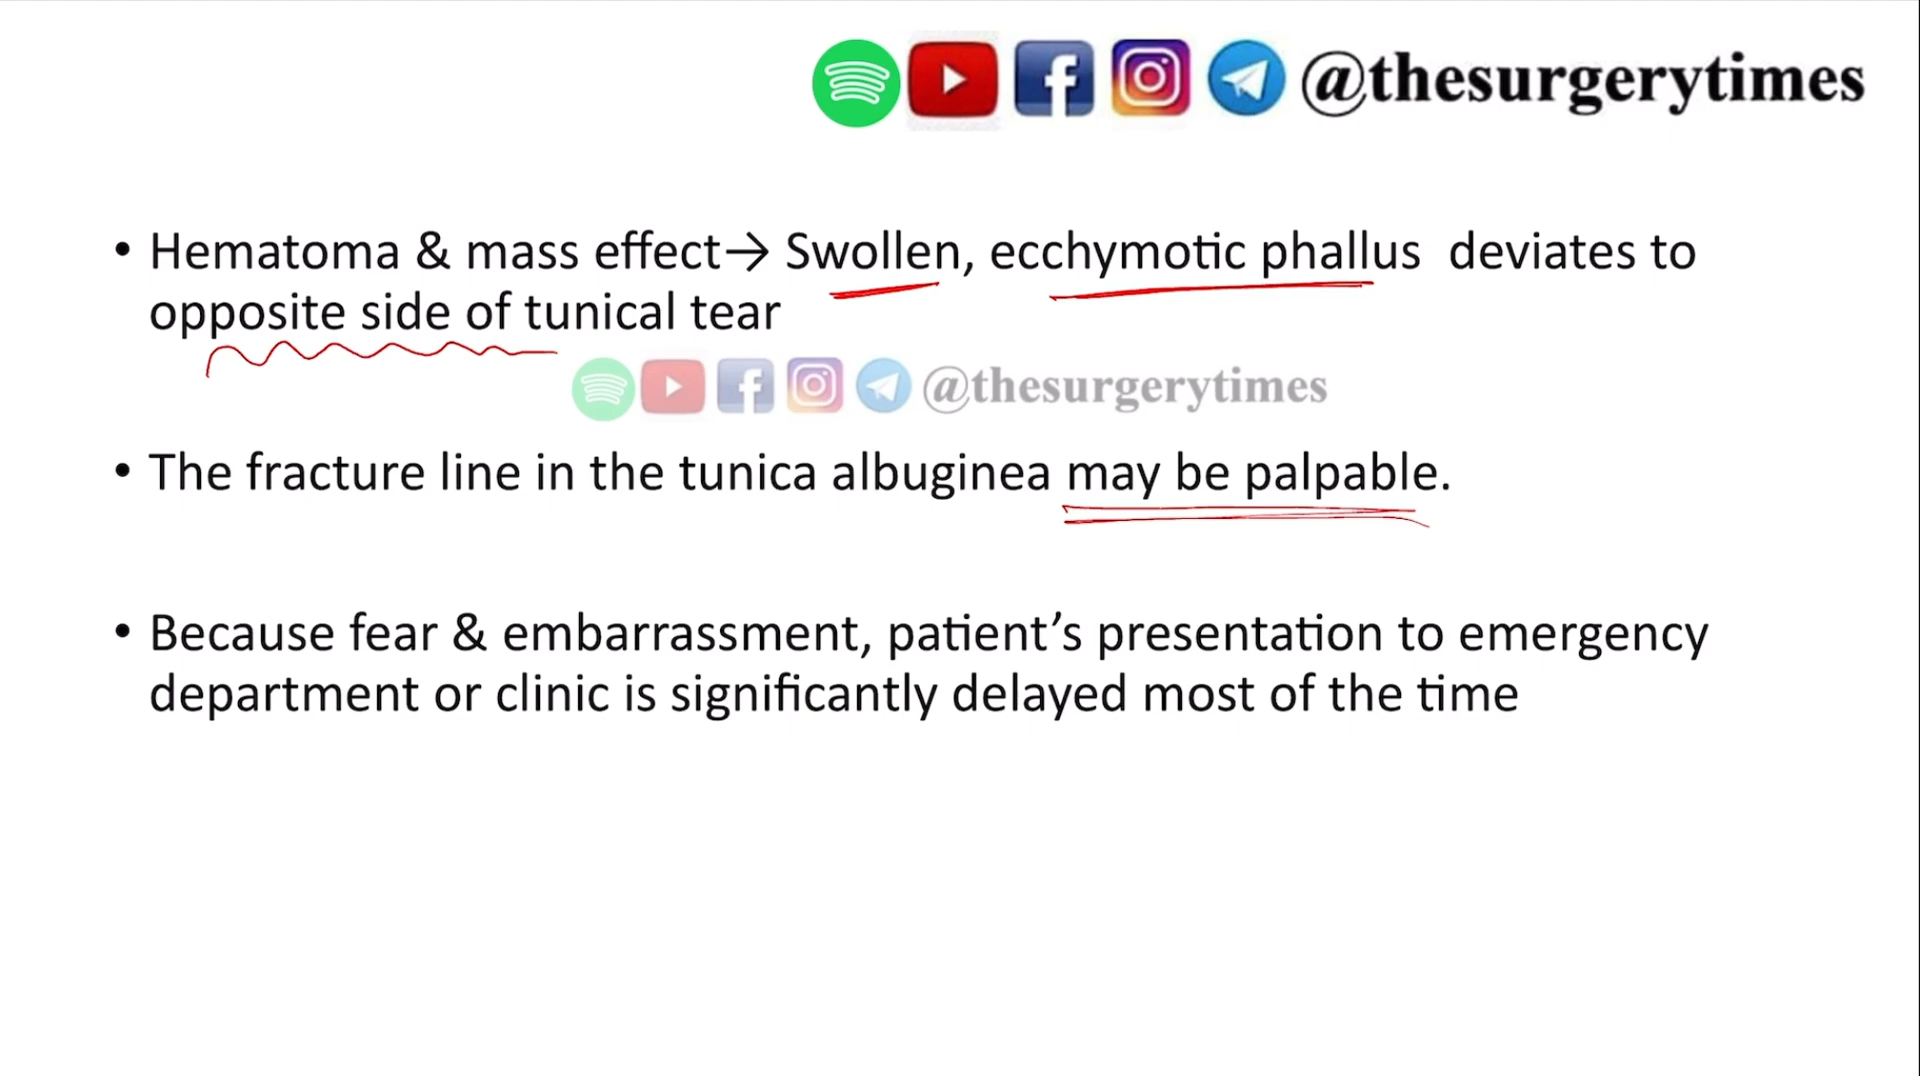 @thesurgerytimes
• Hematoma & mass effect→ Swollen, ecchymotic phallus deviates to
opposite side of tunical tear
@thesurgerytimes
• The fracture line in the tunica albuginea may be palpable.
• Because fear & embarrassment, patient’s presentation to emergency
department or clinic is significantly delayed most of the time